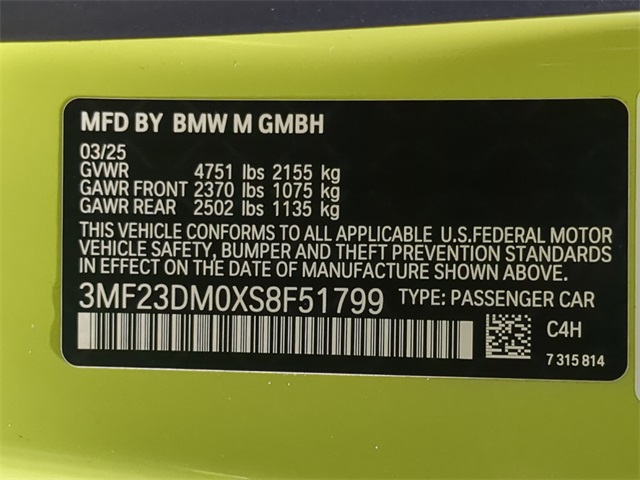 MFD BY BMW M GMBH
03/25
GVWR 4751 lbs 2155 kg
GAWR FRONT 2370 lbs 1075 kg
GAWR REAR 2502 lbs 1135 kg
THIS VEHICLE CONFORMS TO ALL APPLICABLE U.S.FEDERAL MOTOR
VEHICLE SAFETY, BUMPER AND THEFT PREVENTION STANDARDS
IN EFFECT ON THE DATE OF MANUFACTURE SHOWN ABOVE.
3MF23DM0XS8F51799 TYPE: PASSENGER CAR
C4H
7 315 814